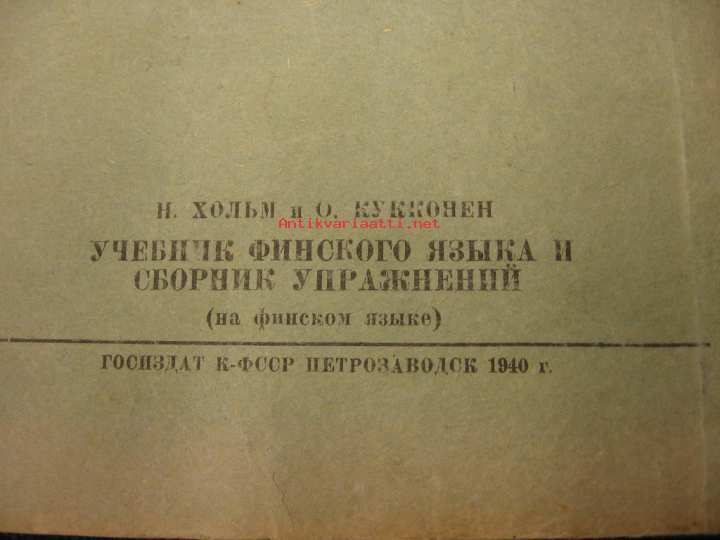 Н. ХОЛЬМ и О. КУККОНЕН
Antikvariaatti.net
УЧЕБНИК ФИНСКОГО ЯЗЫКА И
СБОРНИК УПРАЖНЕНИЙ
(на финском языке)
ГОСИЗДАТ К-ФССР ПЕТРОЗАВОДСК 1940 г.